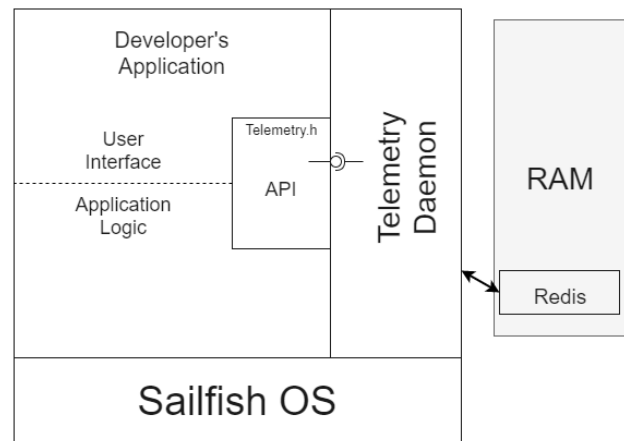 Developer's
Application
User
Interface
Application
Logic
Telemetry.h
API
Telemetry
Daemon
RAM
Redis
Sailfish OS